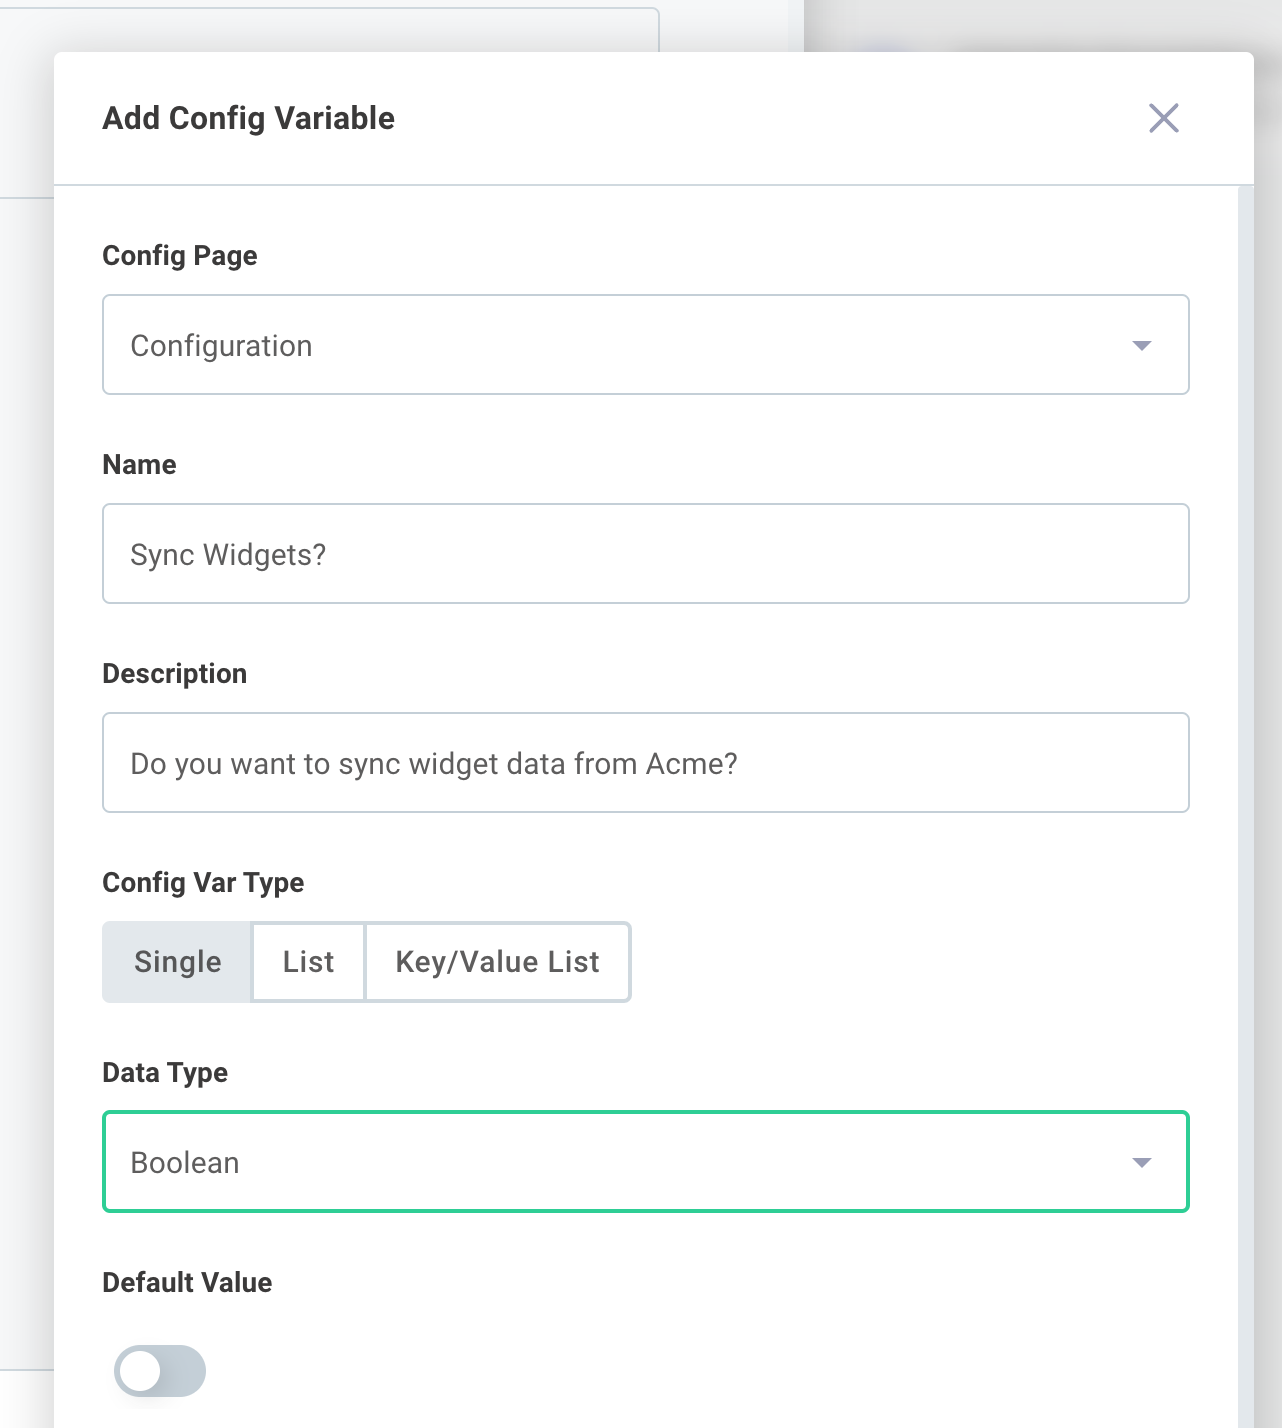 Add Config Variable
Config Page
Configuration
Name
Sync Widgets?
Description
Do you want to sync widget data from Acme?
Config Var Type
Single List Key/Value List
Data Type
Boolean
Default Value